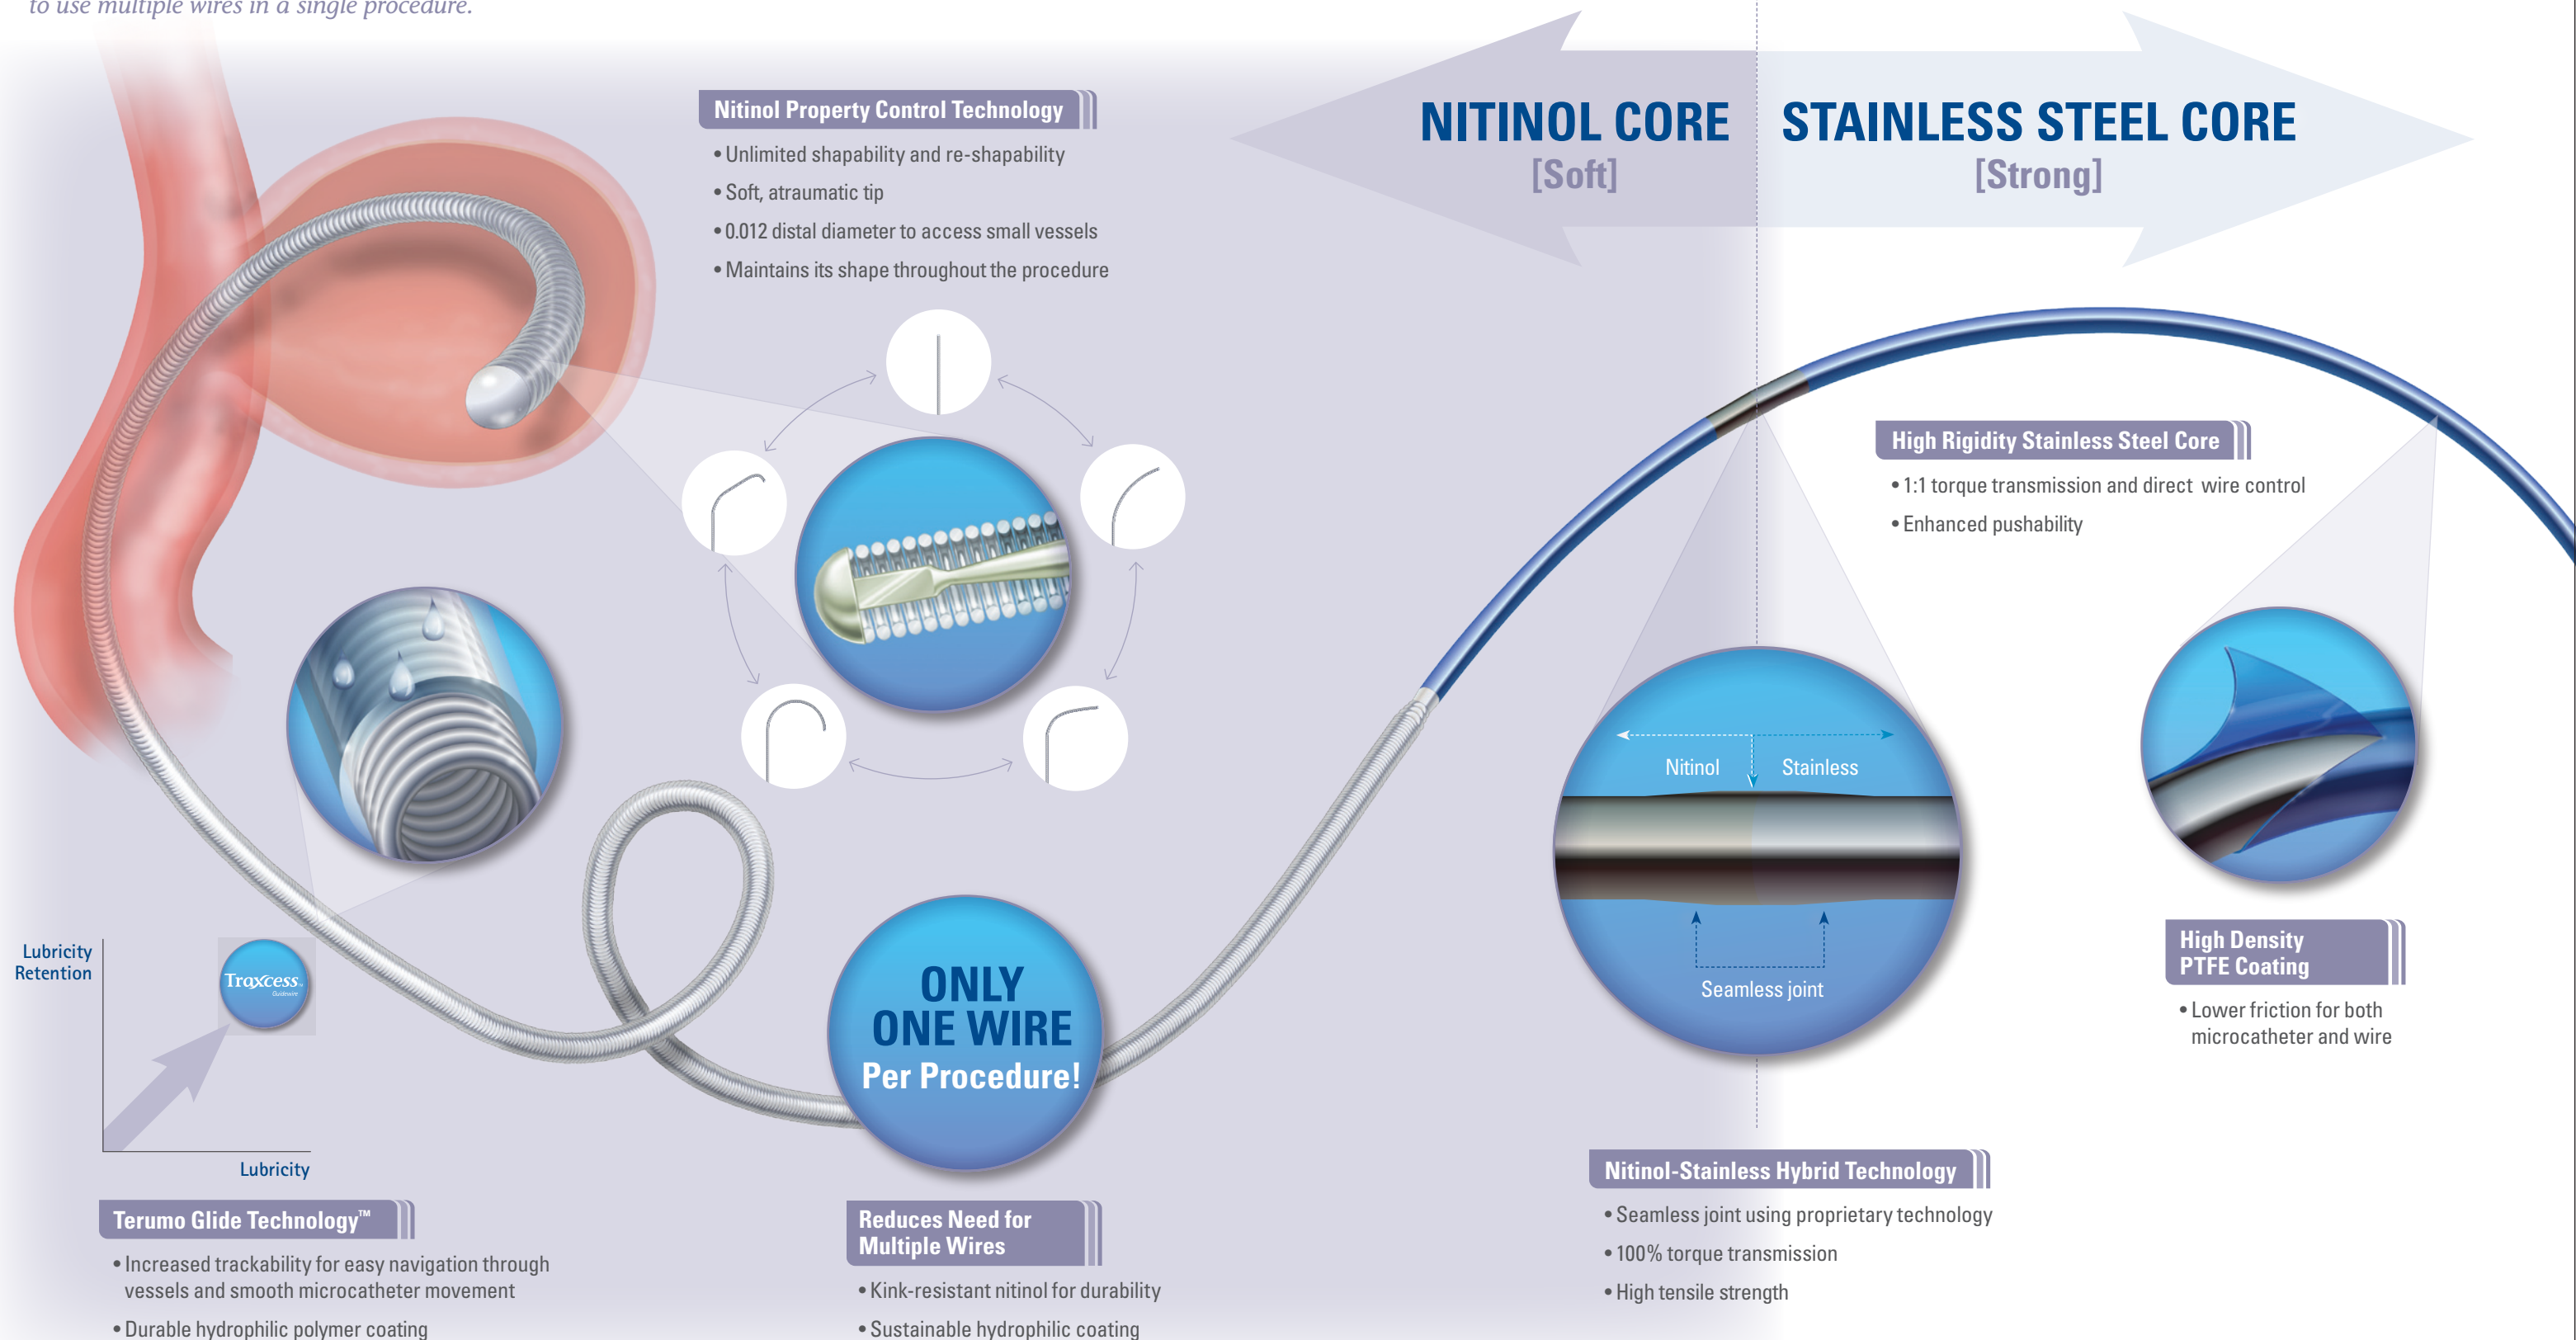 to use multiple wires in a single procedure.
NITINOL CORE
[Soft]
STAINLESS STEEL CORE
[Strong]
Nitinol Property Control Technology
• Unlimited shapability and re-shapability
• Soft, atraumatic tip
• 0.012 distal diameter to access small vessels
• Maintains its shape throughout the procedure
High Rigidity Stainless Steel Core
• 1:1 torque transmission and direct wire control
• Enhanced pushability
Nitinol
Stainless
Seamless joint
High Density
PTFE Coating
• Lower friction for both
microcatheter and wire
Lubricity
Retention
Traxcess™
Guidewire
Lubricity
ONLY
ONE WIRE
Per Procedure!
Terumo Glide Technology™
• Increased trackability for easy navigation through
vessels and smooth microcatheter movement
• Durable hydrophilic polymer coating
Reduces Need for
Multiple Wires
• Kink-resistant nitinol for durability
• Sustainable hydrophilic coating
Nitinol-Stainless Hybrid Technology
• Seamless joint using proprietary technology
• 100% torque transmission
• High tensile strength